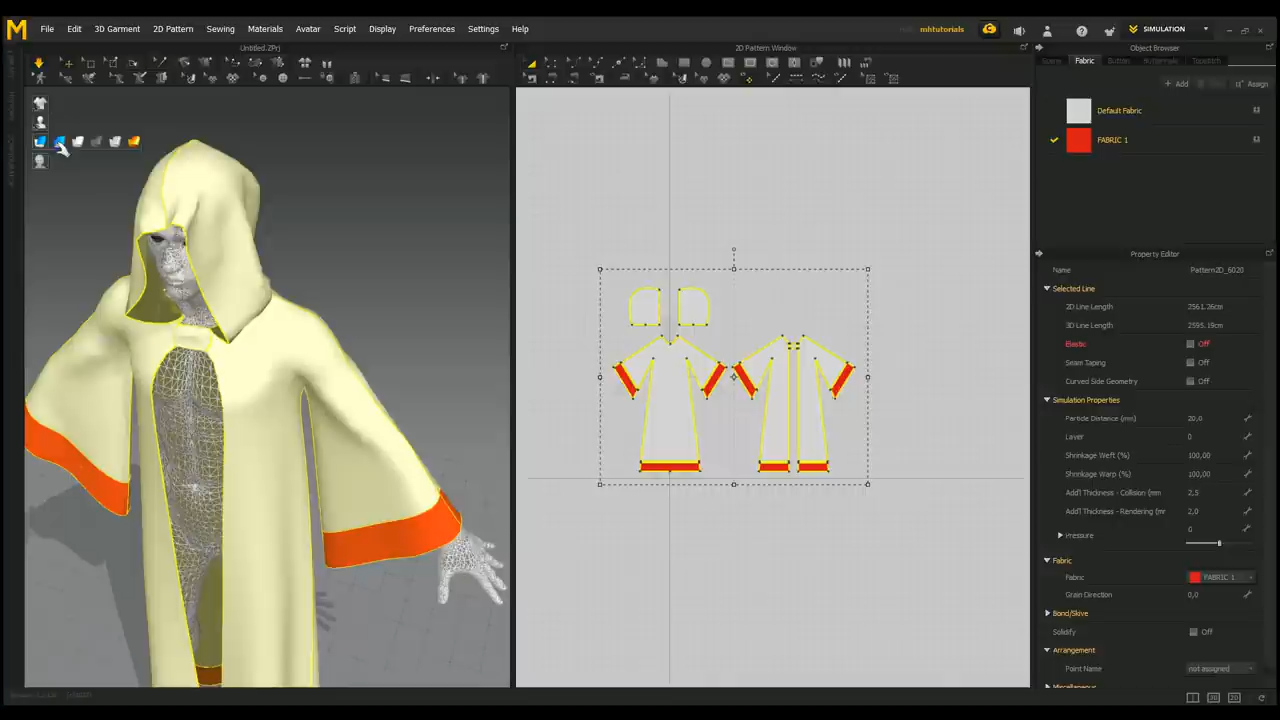 M File Edit 3D Garment 2D Pattern Sewing Materials Avatar Script Display Preferences Settings Help
mhtutorials
SIMULATION
Untitled.ZPrj
2D Pattern Window
Object Browser
Fabric
Button
+ Add
Assign
Default Fabric
FABRIC 1
Property Editor
Name Pattern2D_6020
Selected Line
2D Line Length 2561.26cm
3D Line Length 2595.19cm
Elastic Off
Seam Taping Off
Curved Side Geometry Off
Simulation Properties
Particle Distance (mm) 20,0
Layer 0
Shrinkage Weft (%) 100,00
Shrinkage Warp (%) 100,00
Add'l Thickness - Collision (mm 2,5
Add'l Thickness - Rendering (mr 2,0
Pressure 0
Fabric
Fabric FABRIC 1
Grain Direction 0,0
Bond/Skive
Solidify Off
Arrangement
Point Name not assigned